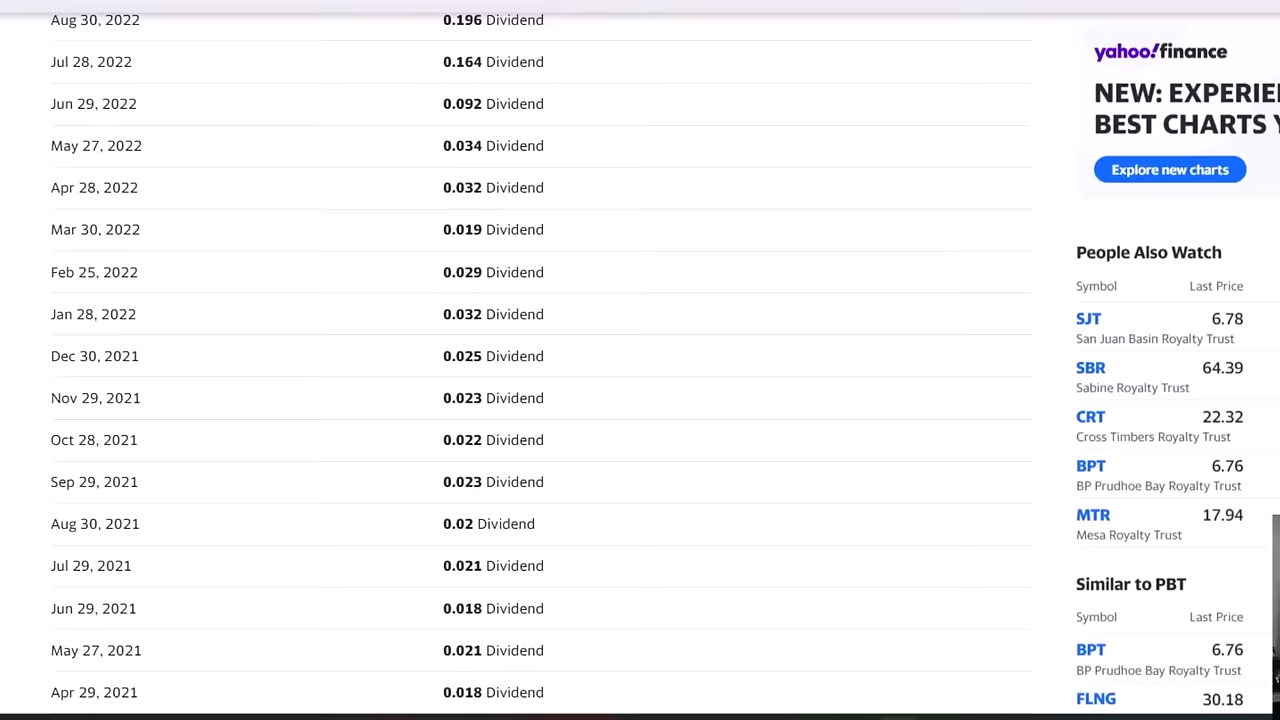 Aug 30, 2022 0.196 Dividend
Jul 28, 2022 0.164 Dividend
Jun 29, 2022 0.092 Dividend
May 27, 2022 0.034 Dividend
Apr 28, 2022 0.032 Dividend
Mar 30, 2022 0.019 Dividend
Feb 25, 2022 0.029 Dividend
Jan 28, 2022 0.032 Dividend
Dec 30, 2021 0.025 Dividend
Nov 29, 2021 0.023 Dividend
Oct 28, 2021 0.022 Dividend
Sep 29, 2021 0.023 Dividend
Aug 30, 2021 0.02 Dividend
Jul 29, 2021 0.021 Dividend
Jun 29, 2021 0.018 Dividend
May 27, 2021 0.021 Dividend
Apr 29, 2021 0.018 Dividend
yahoo!finance
NEW:
BEST CHARTS
Explore new charts
People Also Watch
Symbol Last Price
SJT 6.78
San Juan Basin Royalty Trust
SBR 64.39
Sabine Royalty Trust
CRT 22.32
Cross Timbers Royalty Trust
BPT 6.76
BP Prudhoe Bay Royalty Trust
MTR 17.94
Mesa Royalty Trust
Similar to PBT
Symbol Last Price
BPT 6.76
BP Prudhoe Bay Royalty Trust
FLNG 30.18